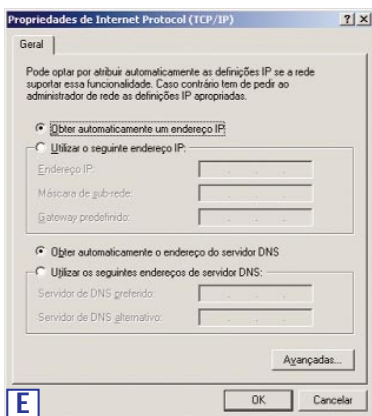 Propriedades de Internet Protocol (TCP/IP)
Geral
Pode optar por atribuir automaticamente as definições IP se a rede
suportar essa funcionalidade. Caso contrário tem de pedir ao
administrador de rede as definições IP apropriadas.
Obter automaticamente um endereço IP
Utilizar o seguinte endereço IP:
Endereço IP:
Máscara de sub-rede:
Gateway predefinido:
Obter automaticamente o endereço do servidor DNS
Utilizar os seguintes endereços de servidor DNS:
Servidor de DNS preferido:
Servidor de DNS alternativo:
Avançadas...
E
OK Cancelar